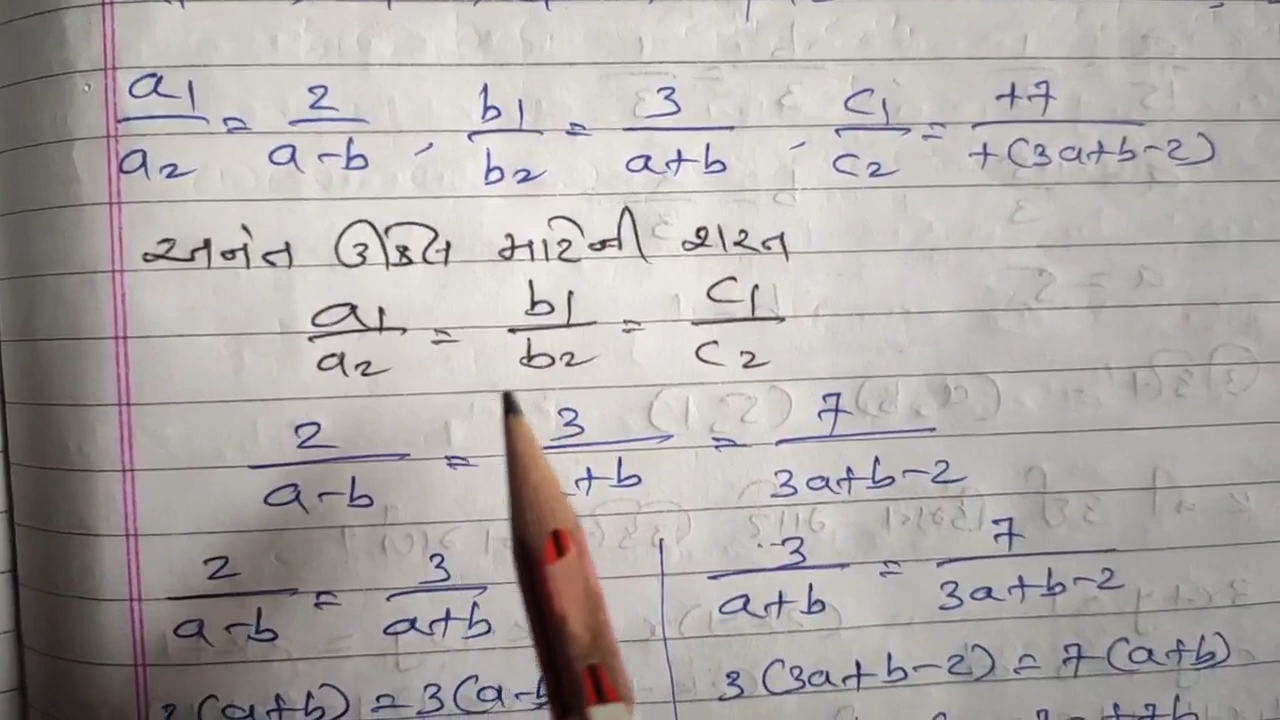 a1/a2 = 2/(a-b) , b1/b2 = 3/(a+b) , c1/c2 = +7/+(3a+b-2)
અનંત ઉકેલ માટેની શરત
a1/a2 = b1/b2 = c1/c2
2/(a-b) = 3/(+b) = 7/(3a+b-2)
2/(a-b) = 3/(a+b)
3/(a+b) = 7/(3a+b-2)
(a+b) = 3(a-
3(3a+b-2) = 7(a+b)